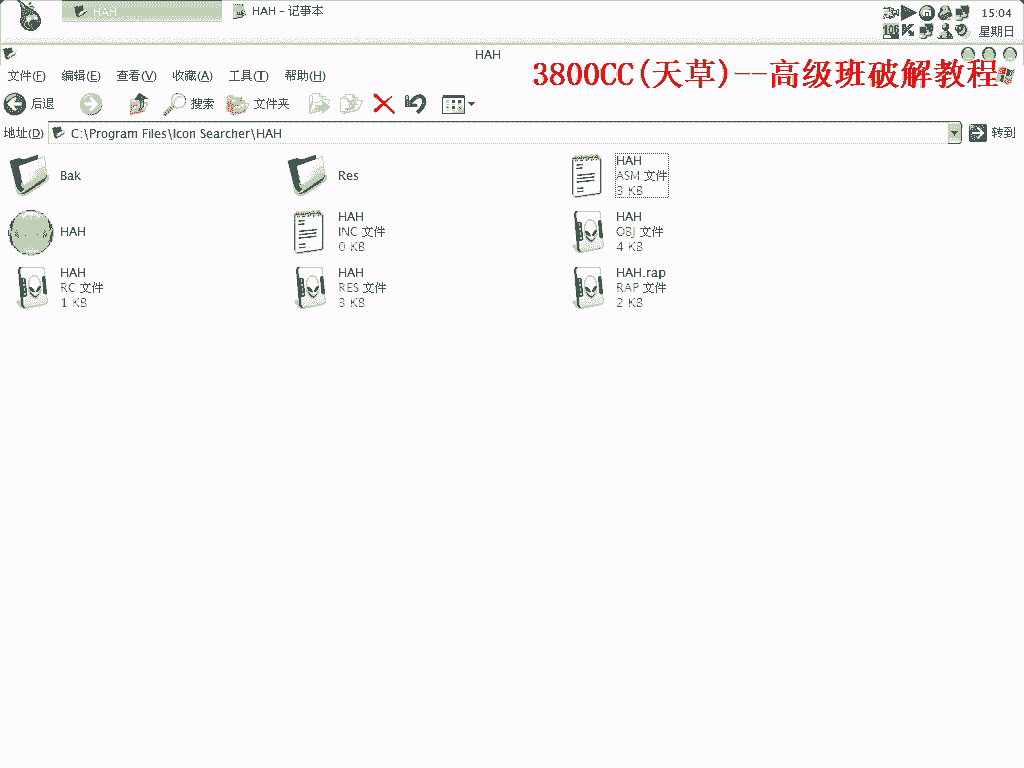 HAH
HAH - 记事本
15:04
106
星期日
HAH
3800CC(天草)--高级班破解教程
文件(F) 编辑(E) 查看(V) 收藏(A) 工具(T) 帮助(H)
后退 搜索 文件夹
地址(D) C:\Program Files\Icon Searcher\HAH 转到
Bak
Res
HAH
ASM 文件
3 KB
HAH
HAH
INC 文件
0 KB
HAH
OBJ 文件
4 KB
HAH
RC 文件
1 KB
HAH
RES 文件
3 KB
HAH.rap
RAP 文件
2 KB